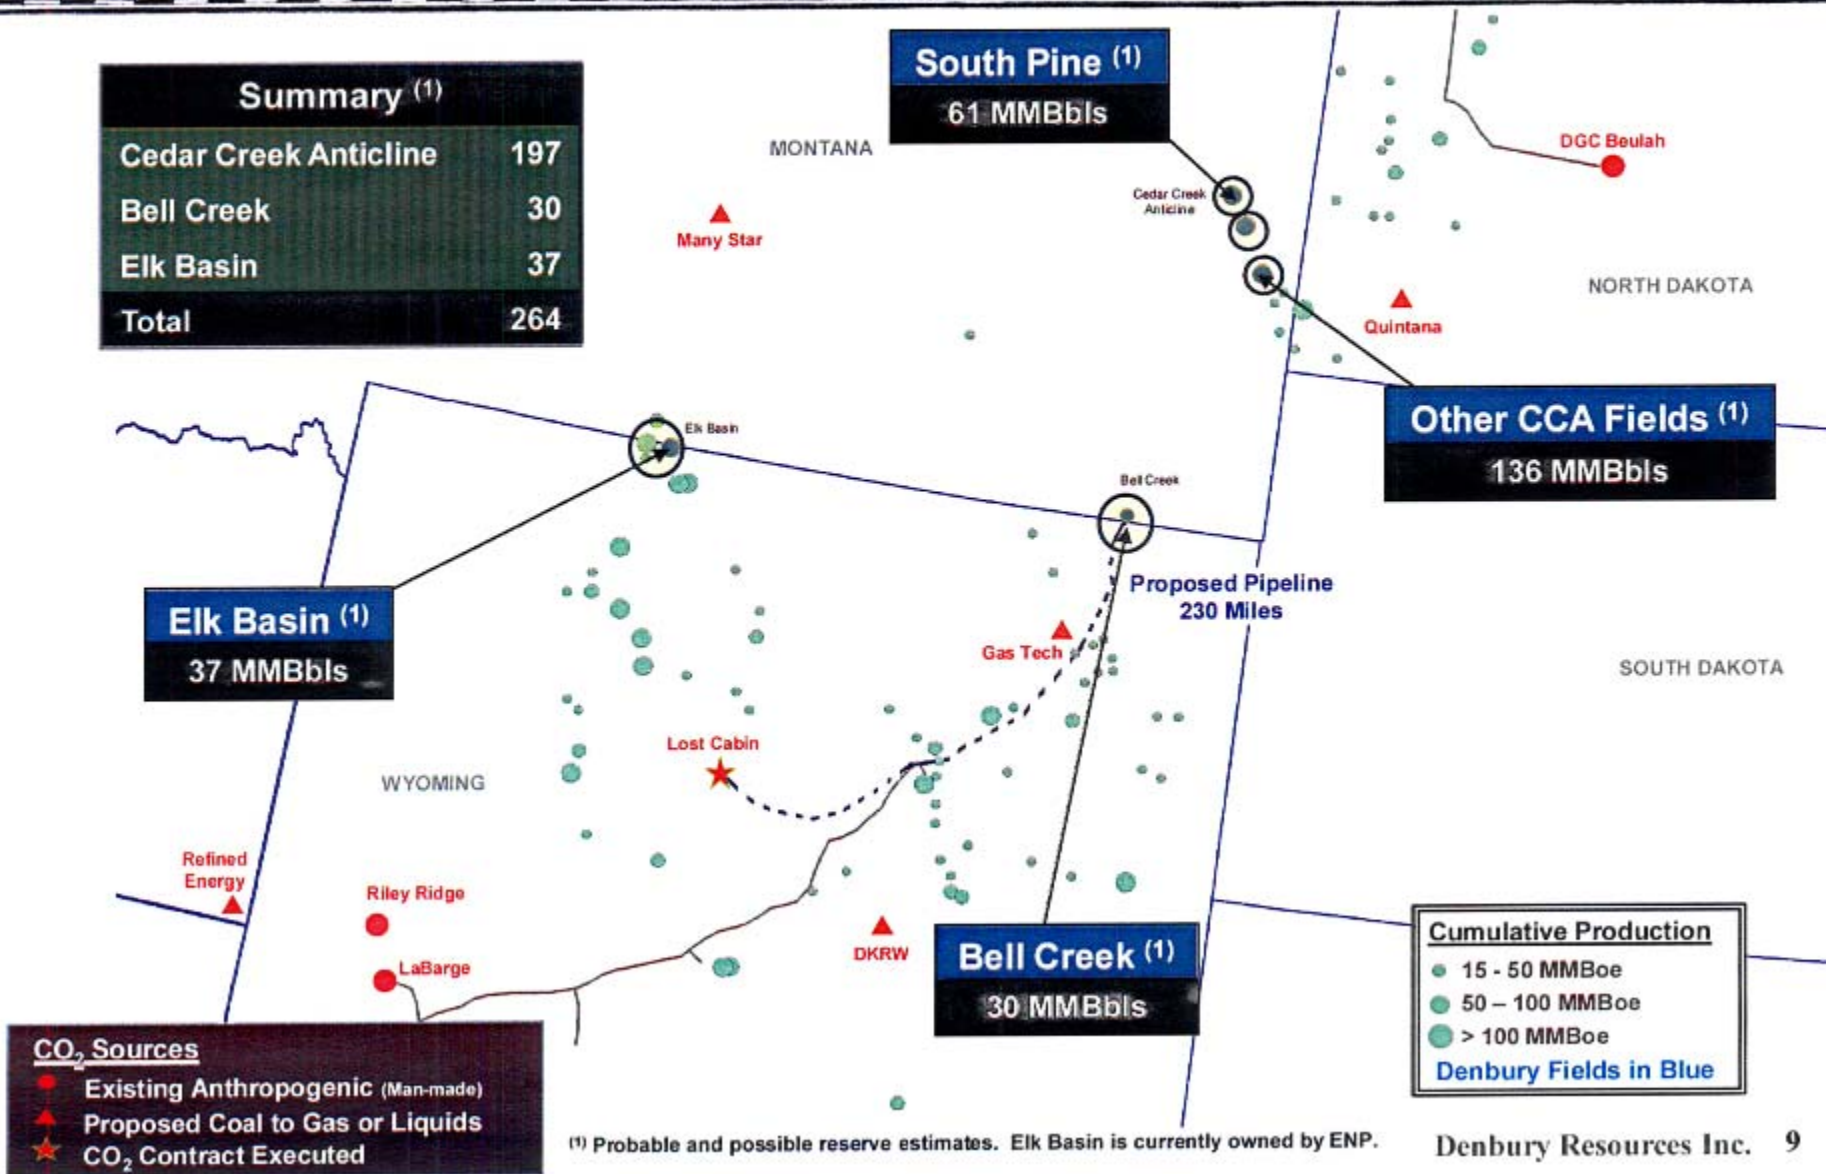 Summary (1)
Cedar Creek Anticline 197
Bell Creek 30
Elk Basin 37
Total 264
South Pine (1)
61 MMBbls
MONTANA
DGC Beulah
Cedar Creek
Anticline
Many Star
NORTH DAKOTA
Quintana
Other CCA Fields (1)
136 MMBbls
Elk Basin
Bell Creek
Proposed Pipeline
230 Miles
Elk Basin (1)
37 MMBbls
Gas Tech
SOUTH DAKOTA
Lost Cabin
WYOMING
Refined
Energy
Riley Ridge
LaBarge
DKRW
Bell Creek (1)
30 MMBbls
Cumulative Production
15 - 50 MMBoe
50 – 100 MMBoe
> 100 MMBoe
Denbury Fields in Blue
CO2 Sources
Existing Anthropogenic (Man-made)
Proposed Coal to Gas or Liquids
CO2 Contract Executed
(1) Probable and possible reserve estimates. Elk Basin is currently owned by ENP.
Denbury Resources Inc. 9